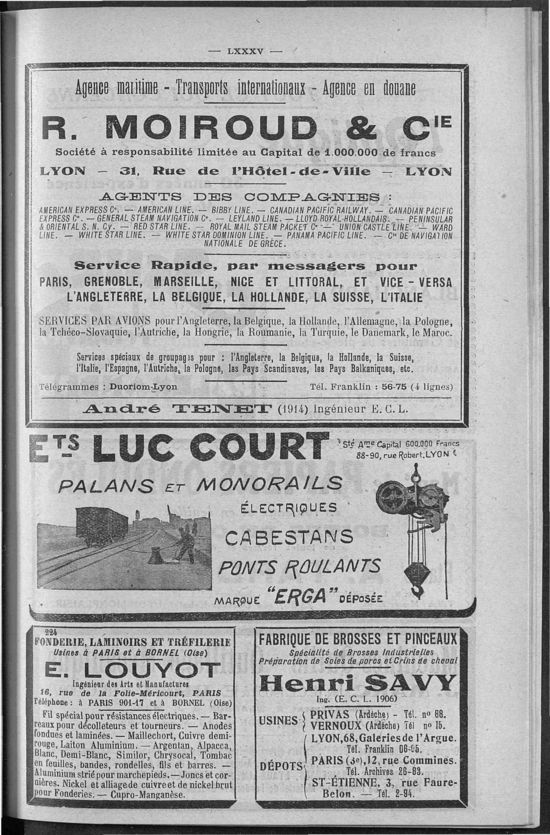 — LXXXV —
Agence maritime - Transports internationaux - Agence en douane
R. MOIROUD & CIE
Société à responsabilité limitée au Capital de 1.000.000 de francs
LYON — 31, Rue de l'Hôtel-de-Ville — LYON
AGENTS DES COMPAGNIES :
AMERICAN EXPRESS Cº. — AMERICAN LINE. — BIBBY LINE. — CANADIAN PACIFIC RAILWAY. — CANADIAN PACIFIC
EXPRESS Cº. — GENERAL STEAM NAVIGATION Cº. — LEYLAND LINE. — LLOYD ROYAL-HOLLANDAIS. — PENINSULAR
& ORIENTAL S. N. Cy. — RED STAR LINE. — ROYAL MAIL STEAM PACKET Cº — UNION CASTLE LINE. — WARD
LINE. — WHITE STAR LINE. — WHITE STAR DOMINION LINE. — PANAMA PACIFIC LINE. — Cie DE NAVIGATION
NATIONALE DE GRÈCE.
Service Rapide, par messagers pour
PARIS, GRENOBLE, MARSEILLE, NICE ET LITTORAL, ET VICE-VERSA
L'ANGLETERRE, LA BELGIQUE, LA HOLLANDE, LA SUISSE, L'ITALIE
SERVICES PAR AVIONS pour l'Angleterre, la Belgique, la Hollande, l'Allemagne, la Pologne,
la Tchéco-Slovaquie, l'Autriche, la Hongrie, la Roumanie, la Turquie, le Danemark, le Maroc.
Services spéciaux de groupages pour : l'Angleterre, la Belgique, la Hollande, la Suisse,
l'Italie, l'Espagne, l'Autriche, la Pologne, les Pays Scandinaves, les Pays Balkaniques, etc.
Télégrammes : Duoriom-Lyon Tél. Franklin : 56-75 (4 lignes)
André TENET (1914) Ingénieur E. C. L.
ETS LUC COURT
Sté Ame Capital 600.000 Francs
88-90, rue Robert, LYON
PALANS ET MONORAILS
ÉLECTRIQUES
CABESTANS
PONTS ROULANTS
MARQUE "ERGA" DÉPOSÉE
224
FONDERIE, LAMINOIRS ET TRÉFILERIE
Usines à PARIS et à BORNEL (Oise)
E. LOUYOT
Ingénieur des Arts et Manufactures
16, rue de la Folie-Méricourt, PARIS
Téléphone : à PARIS 901-17 et à BORNEL (Oise)
Fil spécial pour résistances électriques. — Bar-
reaux pour décolleteurs et tourneurs. — Anodes
fondues et laminées. — Maillechort, Cuivre demi-
rouge, Laiton Aluminium. — Argentan, Alpacca,
Blanc, Demi-Blanc, Similor, Chrysocal, Tombac
en feuilles, bandes, rondelles, fils et barres. —
Aluminium strié pour marchepieds. — Joncs et cor-
nières. Nickel et alliage de cuivre et de nickel brut
pour Fonderies. — Cupro-Manganèse.
FABRIQUE DE BROSSES ET PINCEAUX
Spécialité de Brosses Industrielles
Préparation de Soies de porcs et Crins de cheval
Henri SAVY
Ing. (E. C. L. 1906)
USINES { PRIVAS (Ardèche) - Tél. nº 68.
VERNOUX (Ardèche) Tél nº 15.
DÉPOTS { LYON, 68, Galeries de l'Argue.
Tél. Franklin 06-55.
PARIS (3e), 12, rue Commines.
Tél. Archives 26-83.
ST-ÉTIENNE, 3, rue Faure-
Belon. — Tél. 2-94.